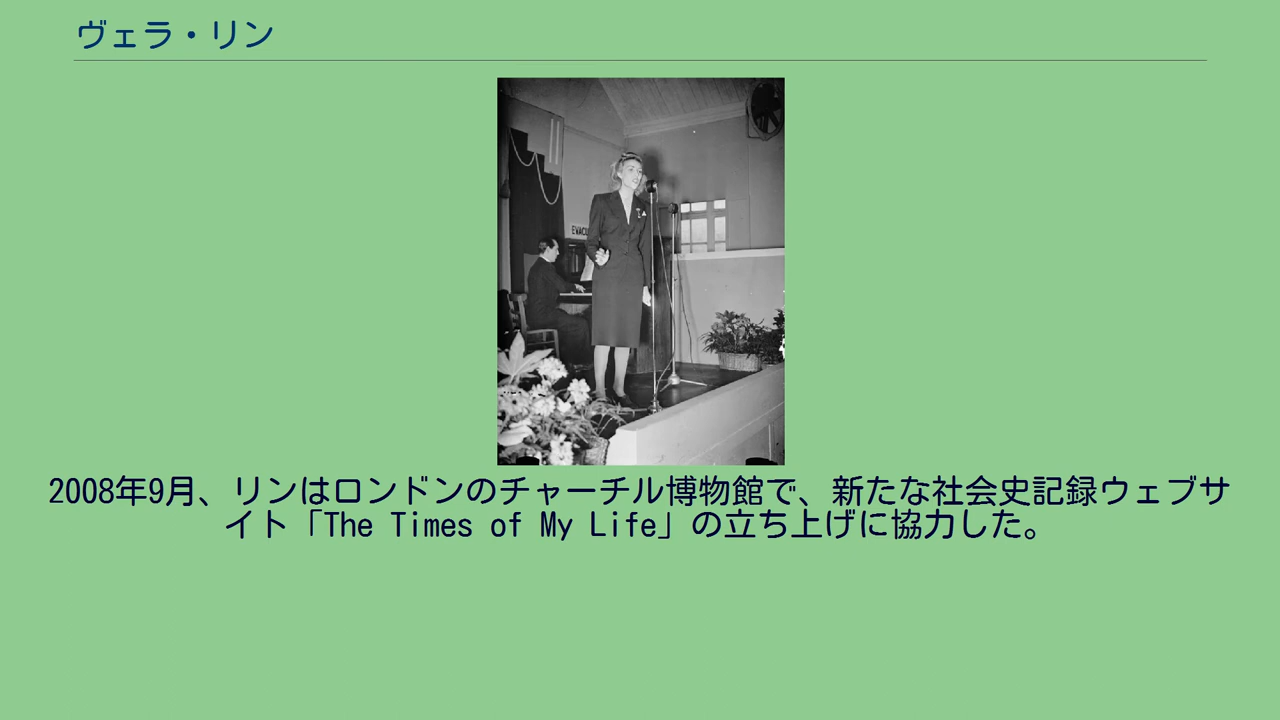 ヴェラ・リン
EVACU
2008年9月、リンはロンドンのチャーチル博物館で、新たな社会史記録ウェブサ
イト「The Times of My Life」の立ち上げに協力した。